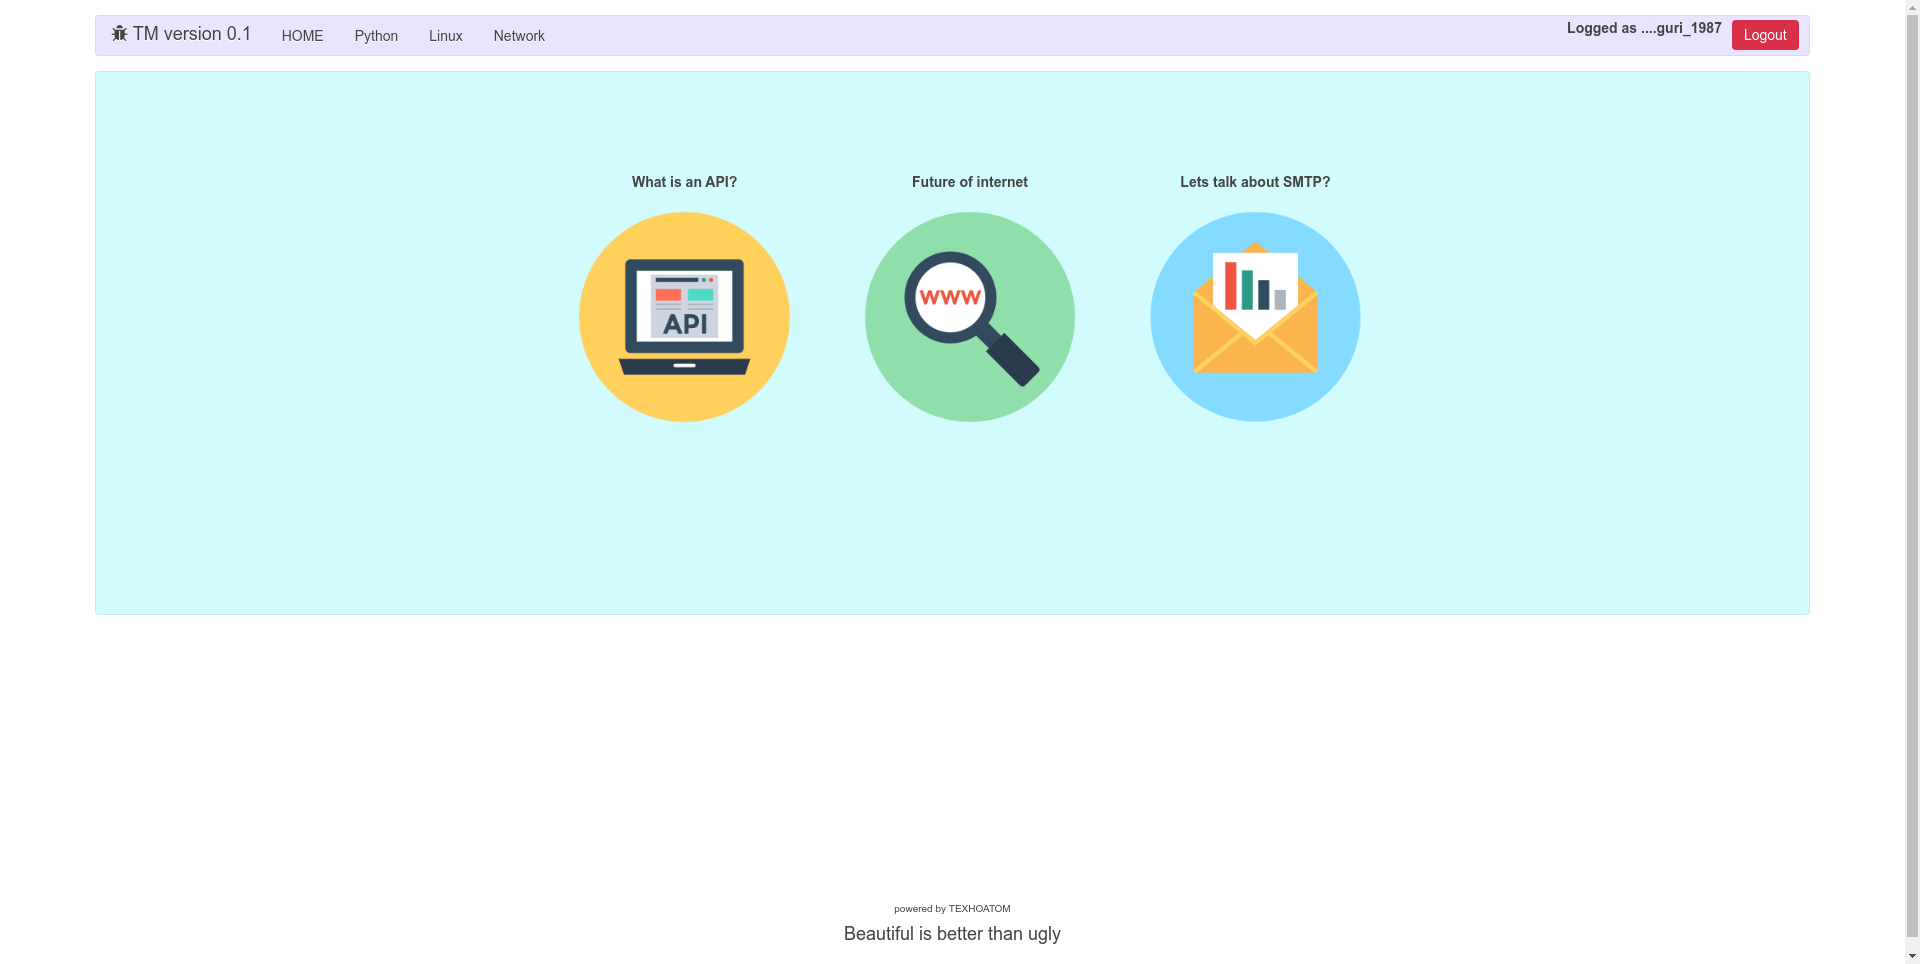 TM version 0.1 HOME Python Linux Network Logged as ....guri_1987 Logout
What is an API? Future of internet Lets talk about SMTP?
API
WWW
powered by TEXHOATOM
Beautiful is better than ugly